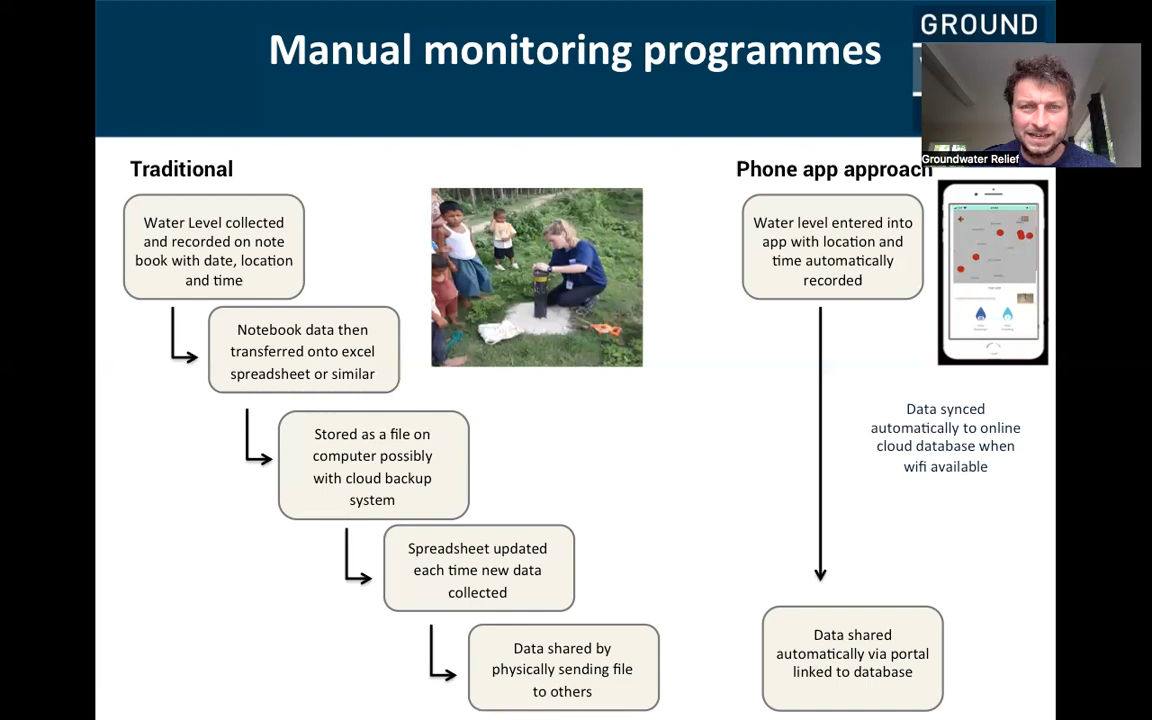 Manual monitoring programmes
GROUND
Groundwater Relief
Traditional
Water Level collected
and recorded on note
book with date, location
and time
Notebook data then
transferred onto excel
spreadsheet or similar
Stored as a file on
computer possibly
with cloud backup
system
Spreadsheet updated
each time new data
collected
Data shared by
physically sending file
to others
Phone app approach
Water level entered into
app with location and
time automatically
recorded
Data synced
automatically to online
cloud database when
wifi available
Data shared
automatically via portal
linked to database